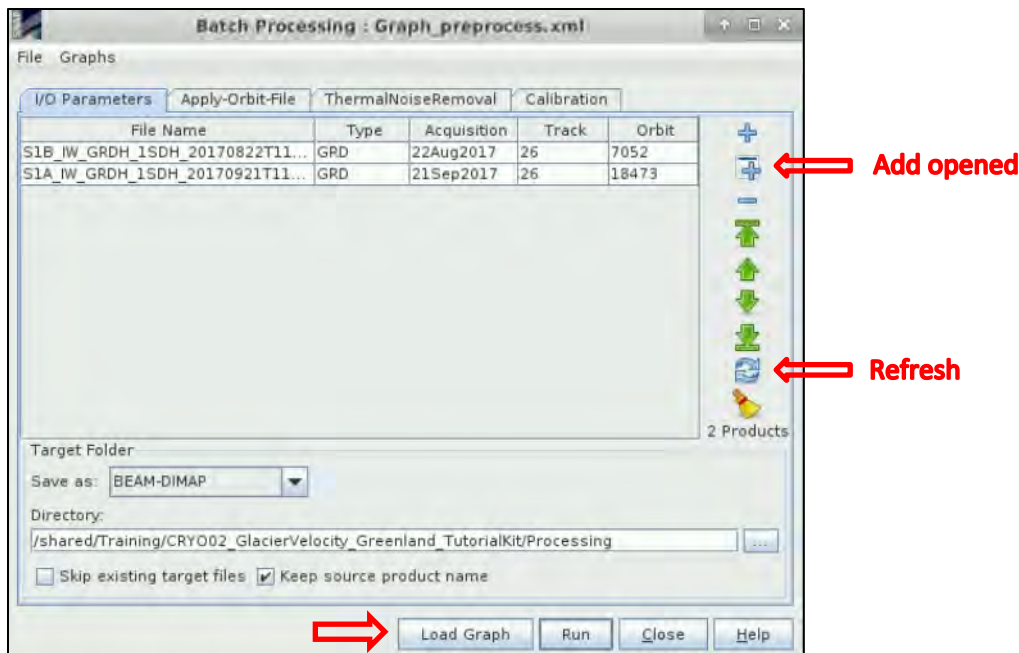 Batch Processing : Graph_preprocess.xml
File Graphs
I/O Parameters Apply-Orbit-File ThermalNoiseRemoval Calibration
File Name Type Acquisition Track Orbit
S1B_IW_GRDH_1SDH_20170822T11... GRD 22Aug2017 26 7052
S1A_IW_GRDH_1SDH_20170921T11... GRD 21Sep2017 26 18473
Add opened
Refresh
2 Products
Target Folder
Save as: BEAM-DIMAP
Directory:
/shared/Training/CRYO02_GlacierVelocity_Greenland_TutorialKit/Processing ...
Skip existing target files Keep source product name
Load Graph Run Close Help